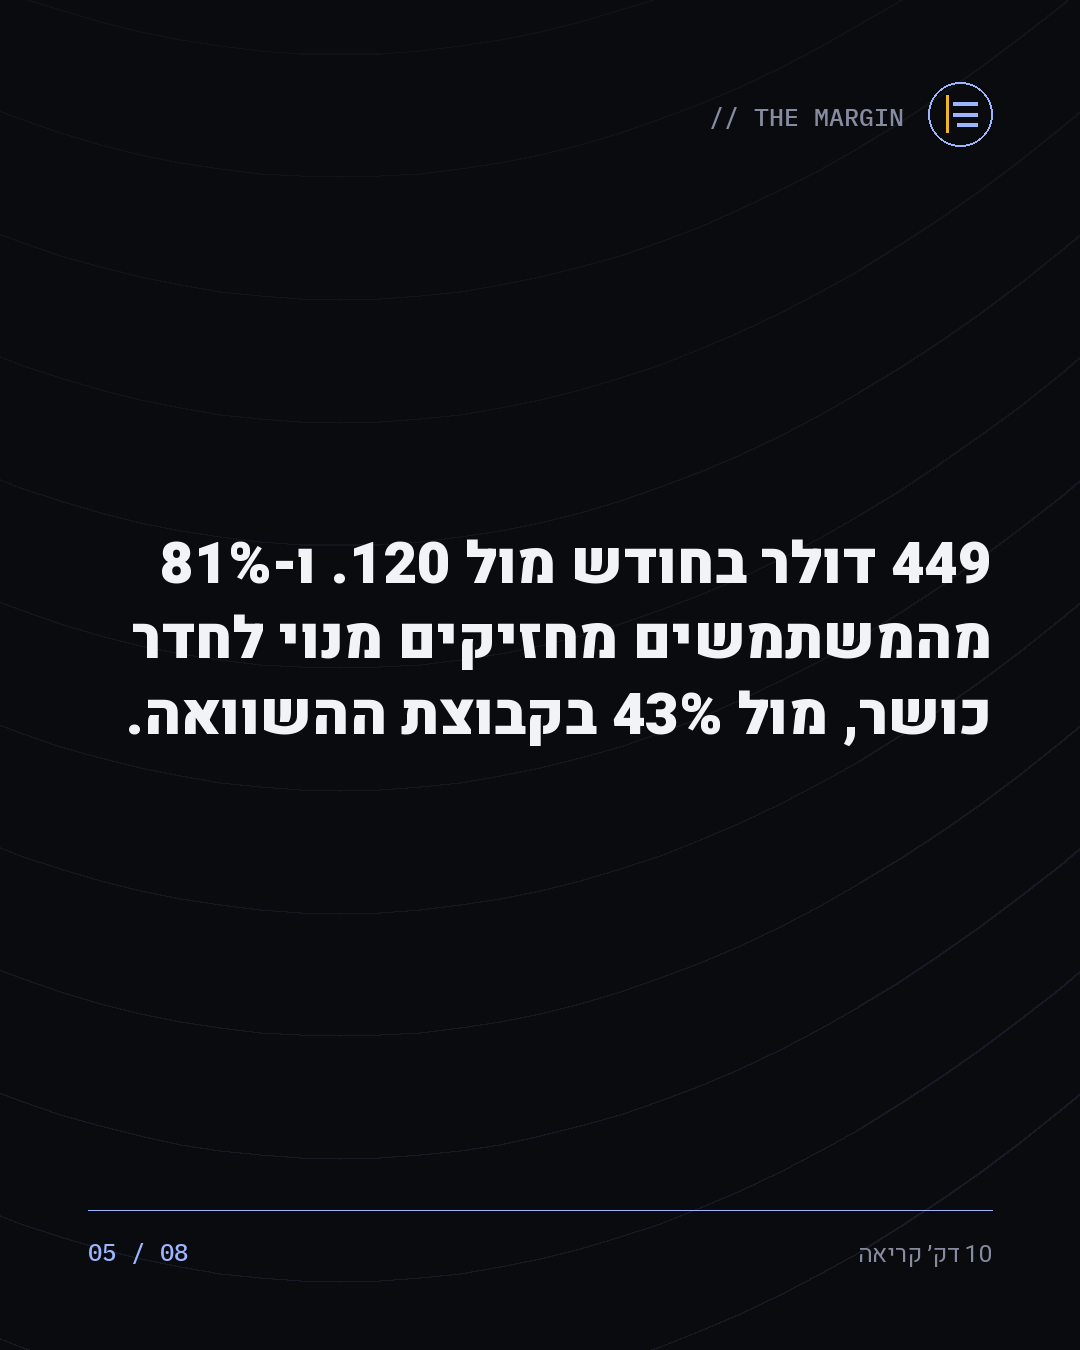 // THE MARGIN
449 דולר בחודש מול 120. ו-81%
מהמשתמשים מחזיקים מנוי לחדר
כושר, מול 43% בקבוצת ההשוואה.
10 דק׳ קריאה
05 / 08